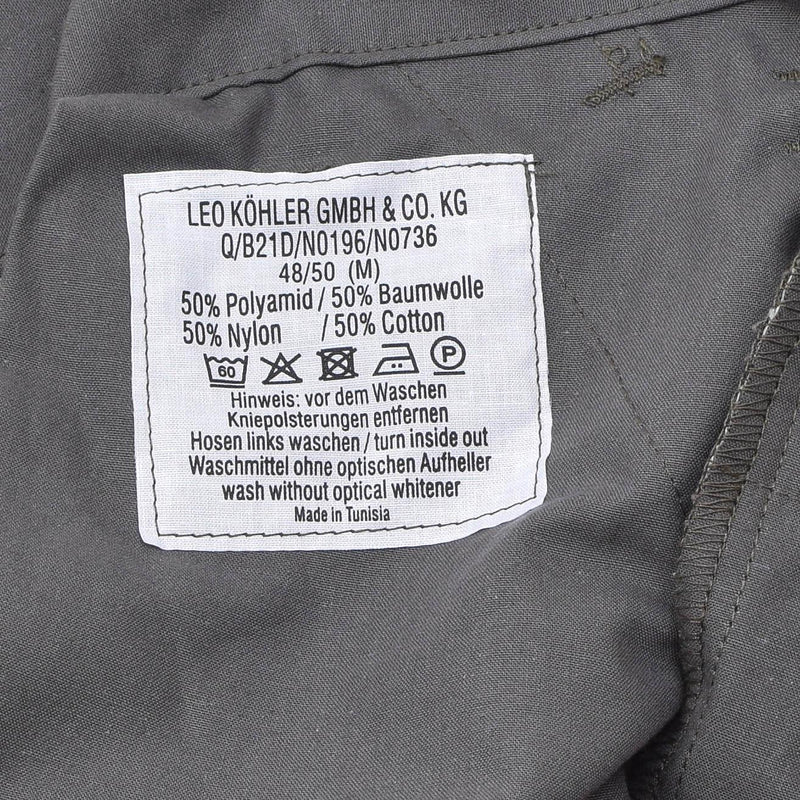 LEO KÖHLER GMBH & CO. KG
Q/B21D/N0196/N0736
48/50 (M)
50% Polyamid / 50% Baumwolle
50% Nylon / 50% Cotton
60 P
Hinweis: vor dem Waschen
Kniepolsterungen entfernen
Hosen links waschen / turn inside out
Waschmittel ohne optischen Aufheller
wash without optical whitener
Made in Tunisia